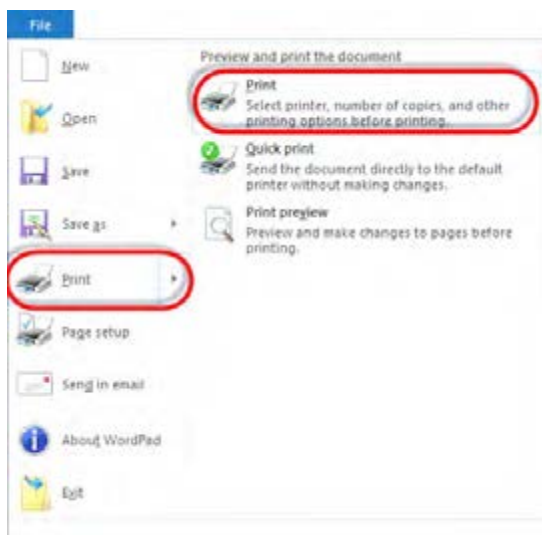 File
New
Open
Save
Save as
Print
Page setup
Send in email
About WordPad
Exit
Preview and print the document
Print
Select printer, number of copies, and other
printing options before printing.
Quick print
Send the document directly to the default
printer without making changes.
Print preview
Preview and make changes to pages before
printing.